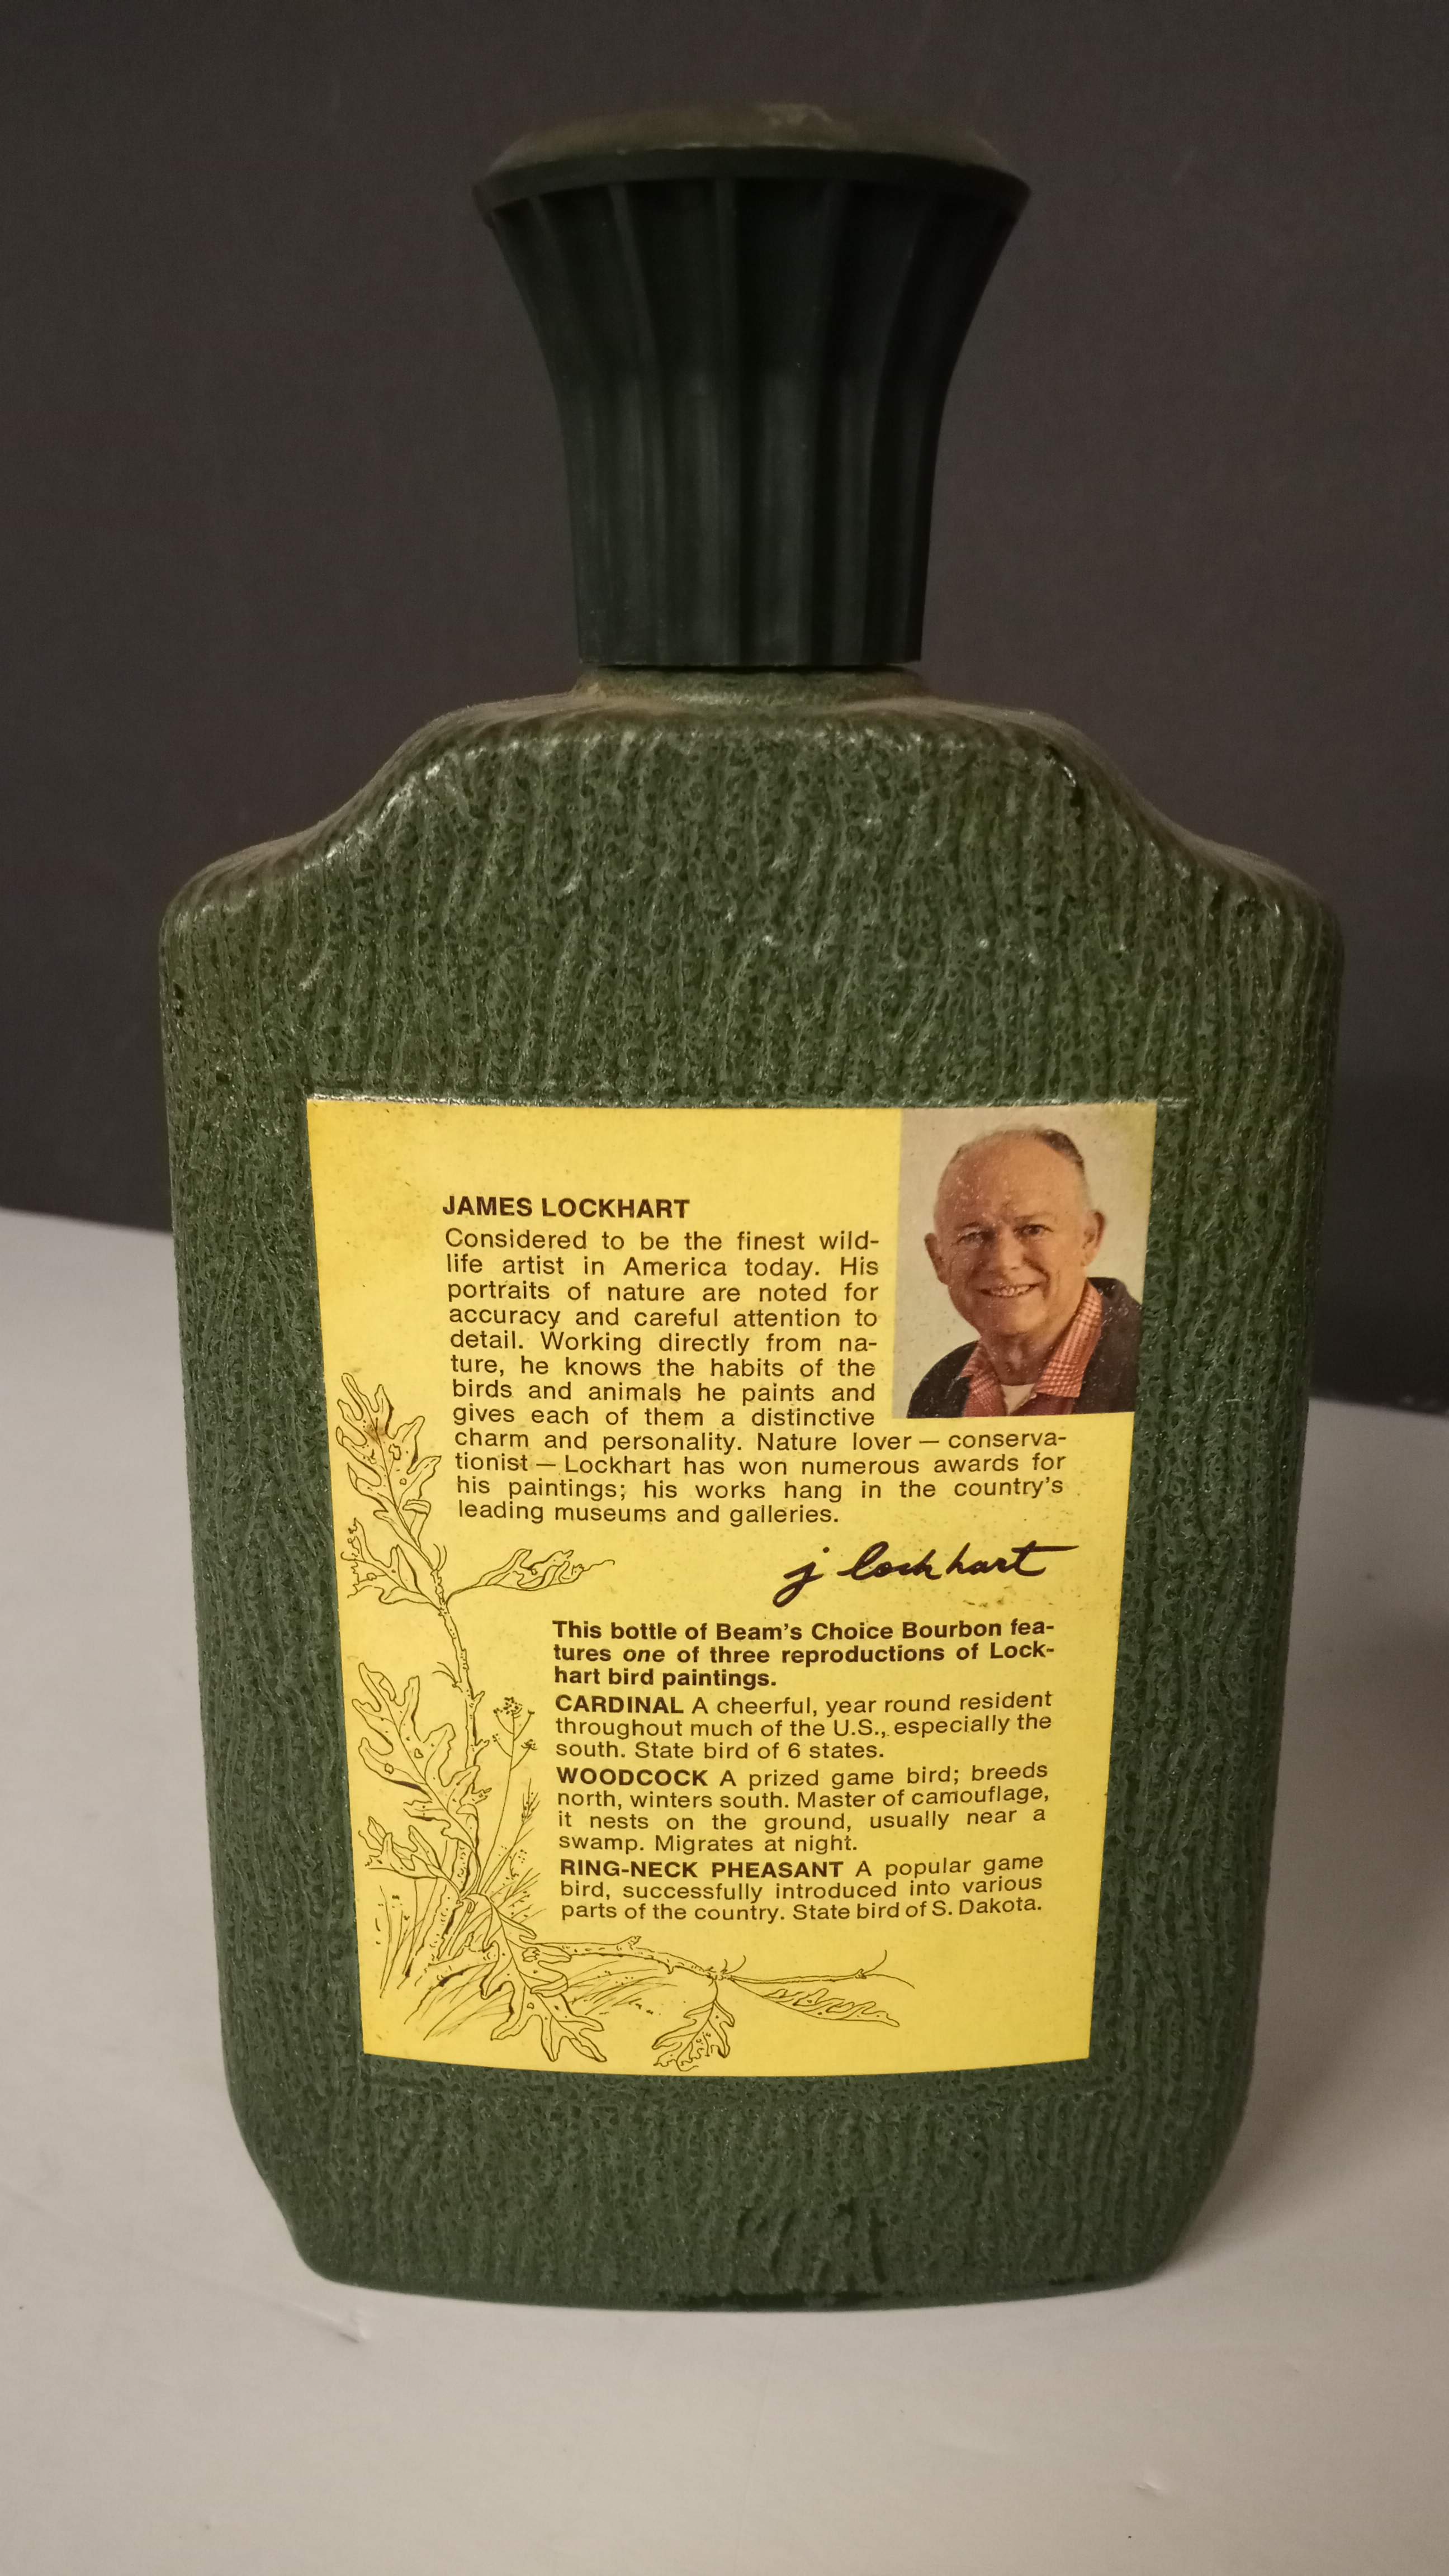 JAMES LOCKHART
Considered to be the finest wild-
life artist in America today. His
portraits of nature are noted for
accuracy and careful attention to
detail. Working directly from na-
ture, he knows the habits of the
birds and animals he paints and
gives each of them a distinctive
charm and personality. Nature lover — conserva-
tionist — Lockhart has won numerous awards for
his paintings; his works hang in the country's
leading museums and galleries.
j lockhart
This bottle of Beam's Choice Bourbon fea-
tures one of three reproductions of Lock-
hart bird paintings.
CARDINAL A cheerful, year round resident
throughout much of the U.S., especially the
south. State bird of 6 states.
WOODCOCK A prized game bird; breeds
north, winters south. Master of camouflage,
it nests on the ground, usually near a
swamp. Migrates at night.
RING-NECK PHEASANT A popular game
bird, successfully introduced into various
parts of the country. State bird of S. Dakota.